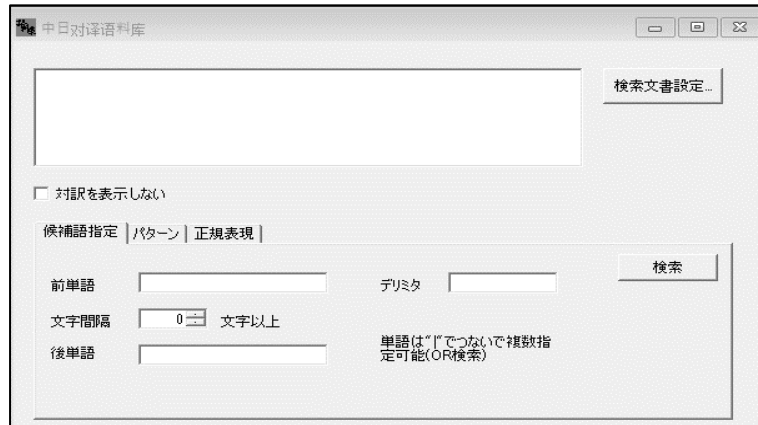 中日对译语料库
検索文書設定...
対訳を表示しない
候補語指定 パターン 正規表現
検索
前単語 デリミタ
文字間隔 0 文字以上
後単語
単語は"|"でつないで複数指
定可能(OR検索)